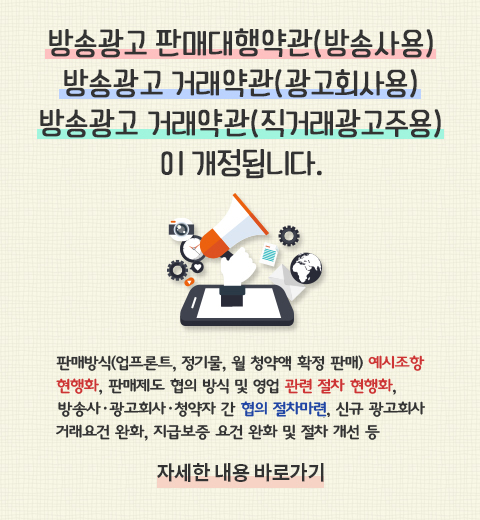 방송광고 판매대행약관(방송사용)
방송광고 거래약관(광고회사용)
방송광고 거래약관(직거래광고주용)
이 개정됩니다.
판매방식(업프론트, 정기물, 월 청약액 확정 판매) 예시조항
현행화, 판매제도 협의 방식 및 영업 관련 절차 현행화,
방송사·광고회사·청약자 간 협의 절차마련, 신규 광고회사
거래요건 완화, 지급보증 요건 완화 및 절차 개선 등
자세한 내용 바로가기